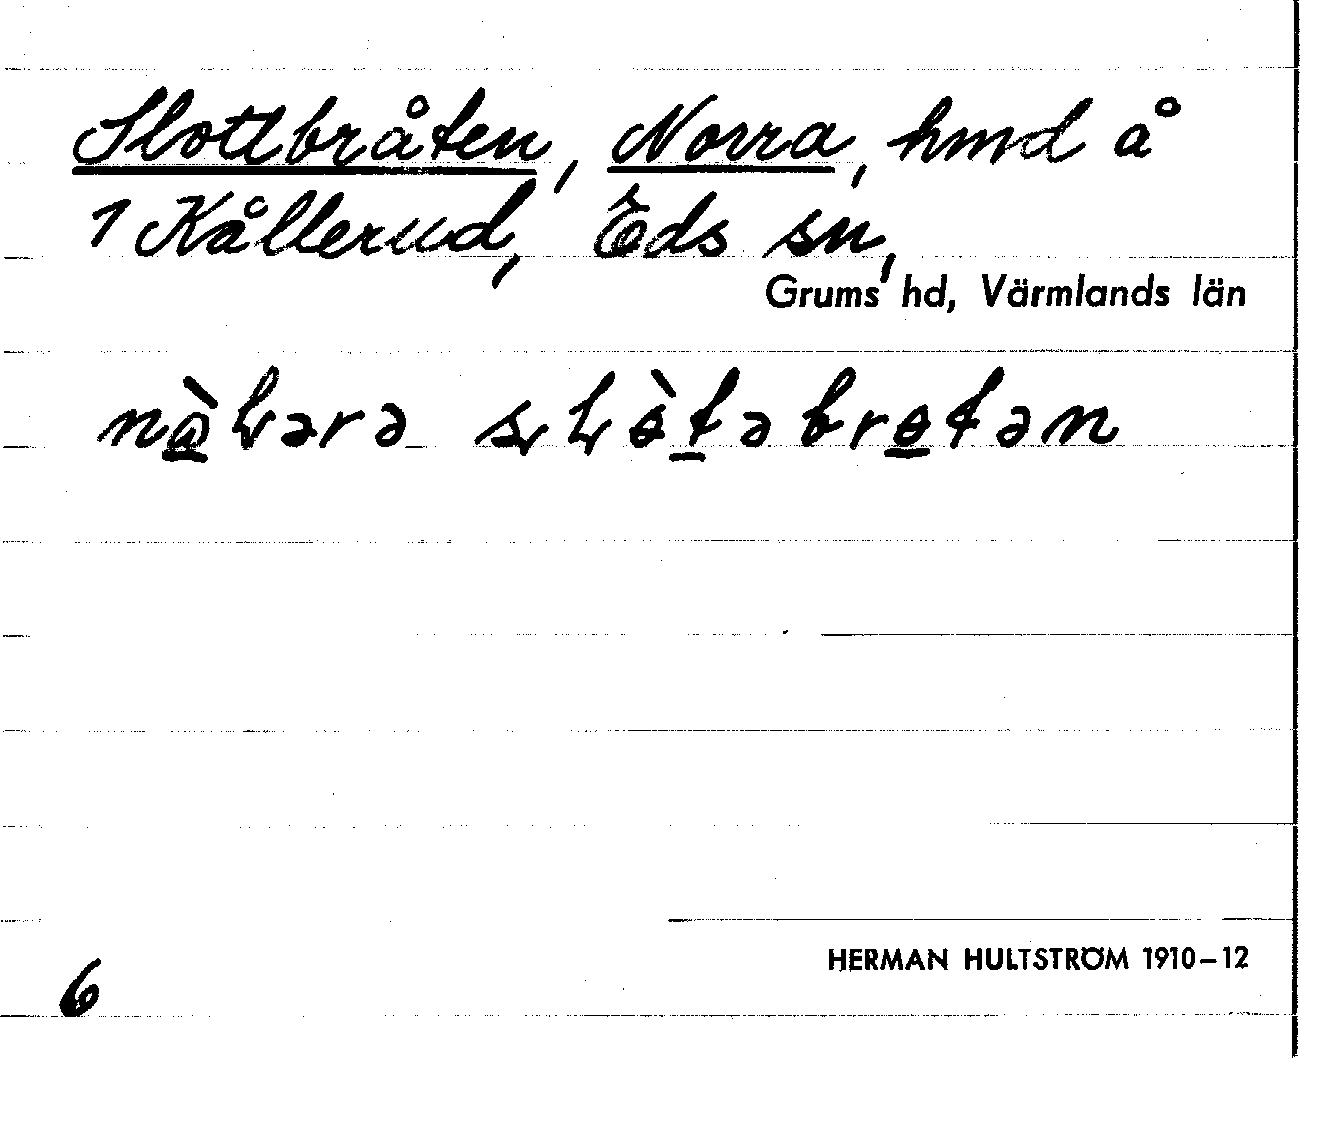 Slottbråten, Norra, hmd å
1 Kållerud, Eds sn,
Grums hd, Värmlands län
HERMAN HULTSTRÖM 1910–12
6